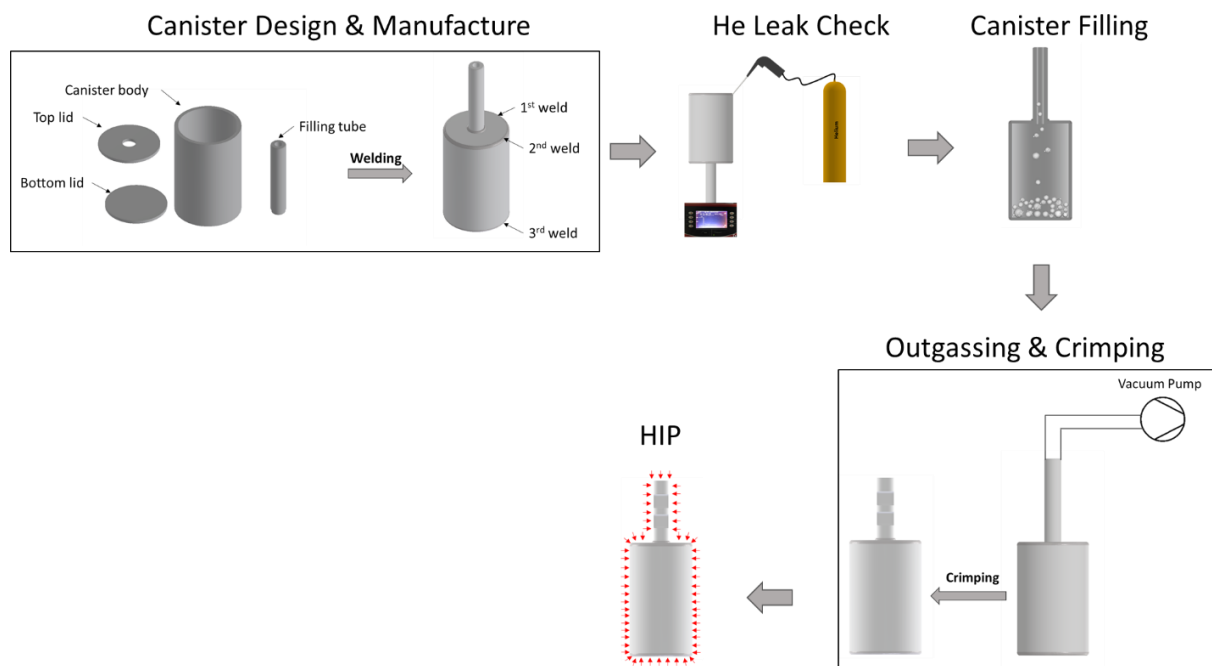 Canister Design & Manufacture
Canister body
Top lid
Bottom lid
Filling tube
Welding
1st weld
2nd weld
3rd weld
He Leak Check
Helium
Canister Filling
Outgassing & Crimping
Vacuum Pump
Crimping
HIP